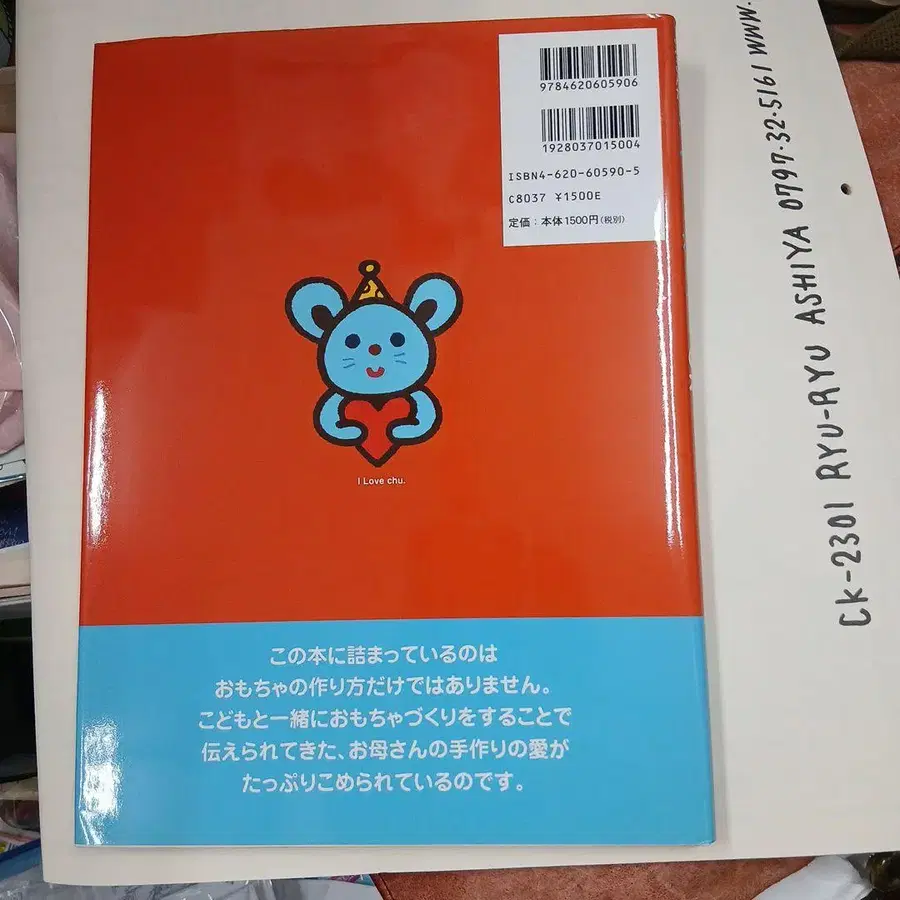 9784620605906
1928037015004
ISBN4-620-60590-5
C8037 ¥1500E
定価：本体1500円(税別)
I Love chu.
この本に詰まっているのは
おもちゃの作り方だけではありません。
こどもと一緒におもちゃづくりをすることで
伝えられてきた、お母さんの手作りの愛が
たっぷりこめられているのです。
CK-2301 RYU-RYU ASHIYA 0797・32・5161 WWW.